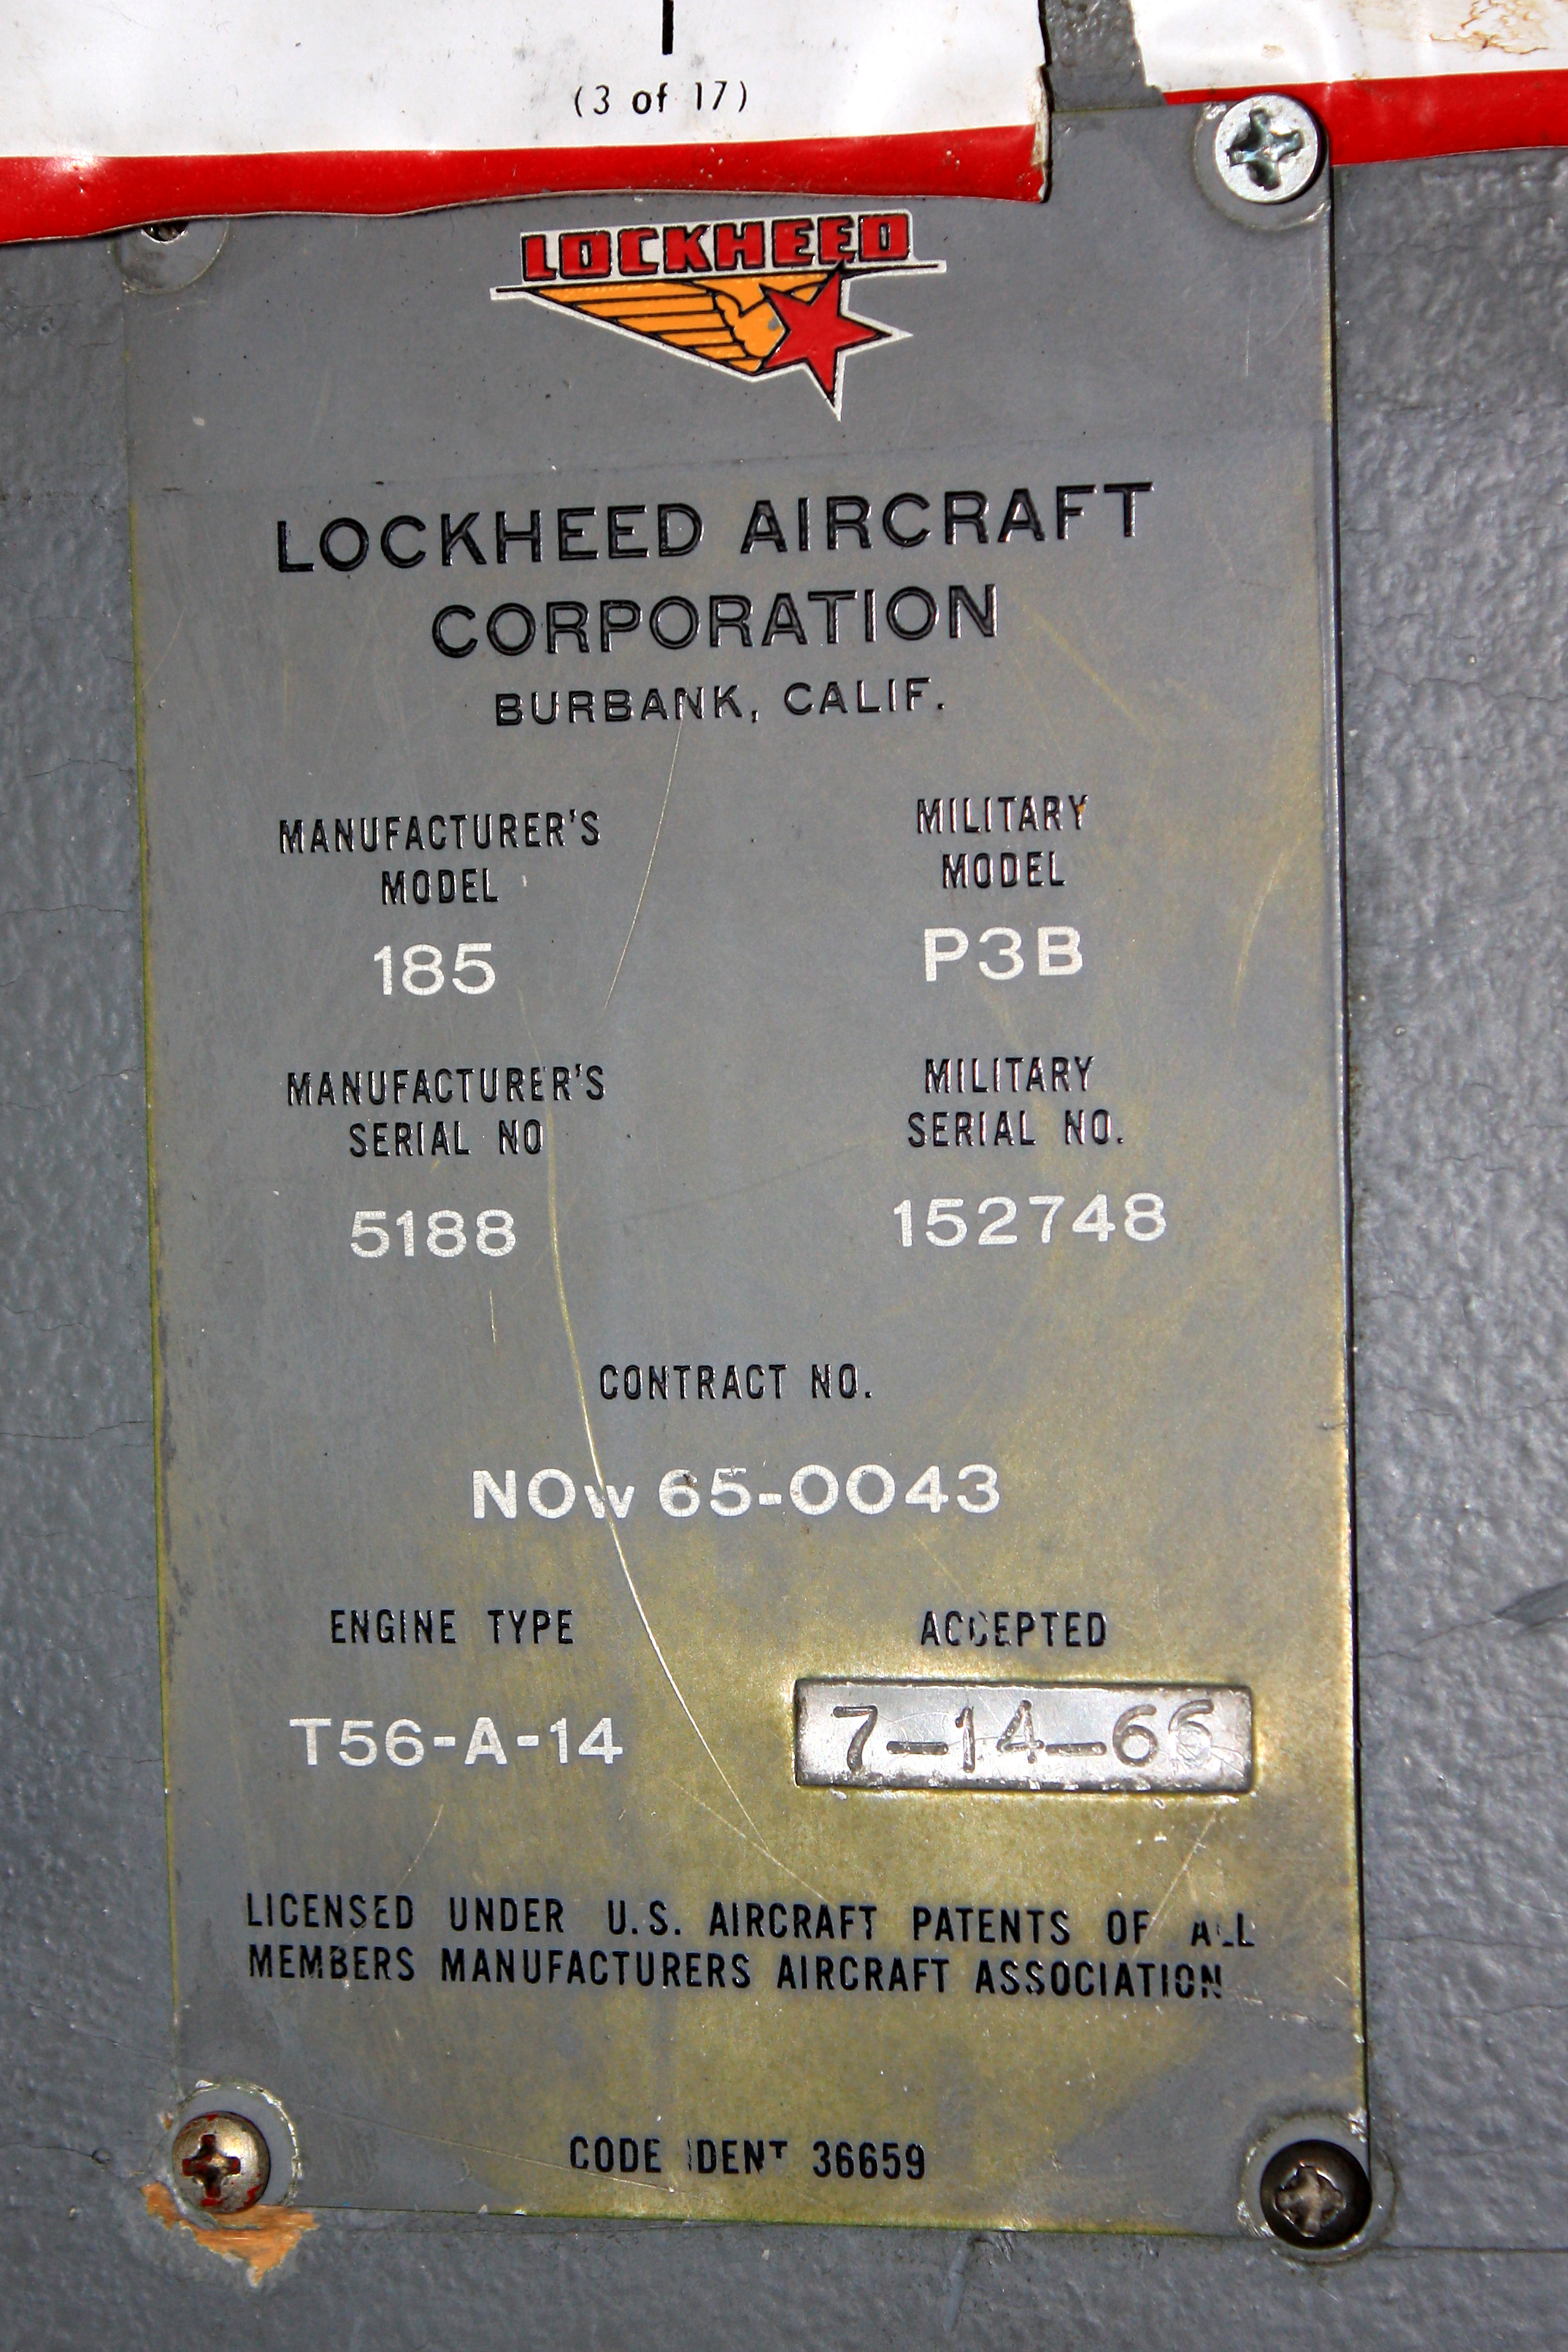 (3 of 17)
LOCKHEED
LOCKHEED AIRCRAFT
CORPORATION
BURBANK, CALIF.
MANUFACTURER'S
MODEL
185
MILITARY
MODEL
P3B
MANUFACTURER'S
SERIAL NO
5188
MILITARY
SERIAL NO.
152748
CONTRACT NO.
NOw 65-0043
ENGINE TYPE
T56-A-14
ACCEPTED
7-14-66
LICENSED UNDER U.S. AIRCRAFT PATENTS OF ALL
MEMBERS MANUFACTURERS AIRCRAFT ASSOCIATION
CODE IDENT 36659